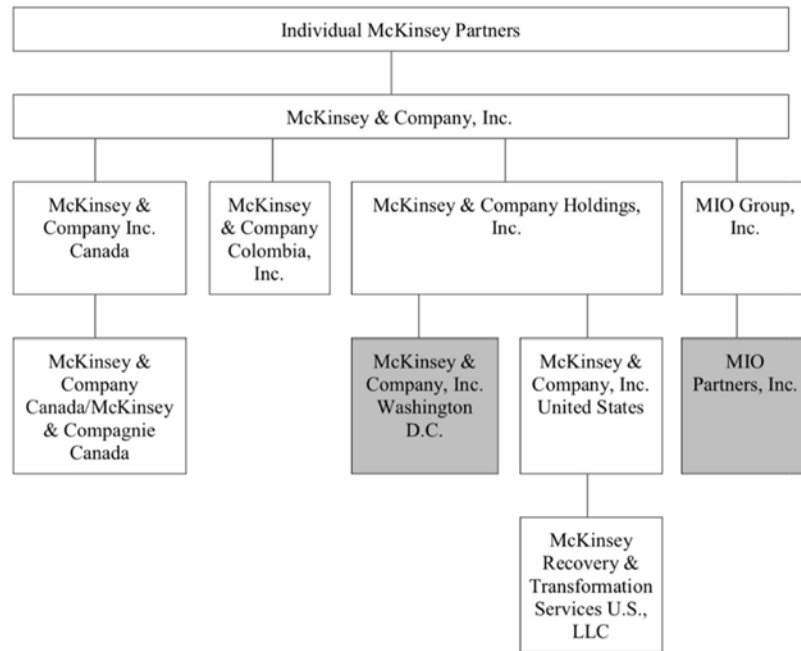 Individual McKinsey Partners
McKinsey & Company, Inc.
McKinsey &
Company Inc.
Canada
McKinsey
& Company
Colombia,
Inc.
McKinsey & Company Holdings,
Inc.
MIO Group,
Inc.
McKinsey &
Company
Canada/McKinsey
& Compagnie
Canada
McKinsey &
Company, Inc.
Washington
D.C.
McKinsey &
Company, Inc.
United States
MIO
Partners, Inc.
McKinsey
Recovery &
Transformation
Services U.S.,
LLC